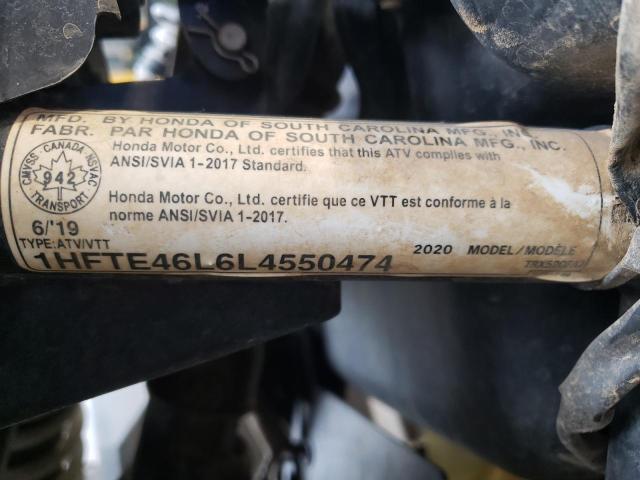 MFD. BY HONDA OF SOUTH CAROLINA MFG., INC.
FABR. PAR HONDA OF SOUTH CAROLINA MFG., INC.
Honda Motor Co., Ltd. certifies that this ATV complies with
ANSI/SVIA 1-2017 Standard.
CMVSS CANADA NSVAC
942
TRANSPORT
Honda Motor Co., Ltd. certifie que ce VTT est conforme à la
norme ANSI/SVIA 1-2017.
6/'19
TYPE: ATV/VTT
2020 MODEL/MODÈLE
1HFTE46L6L4550474